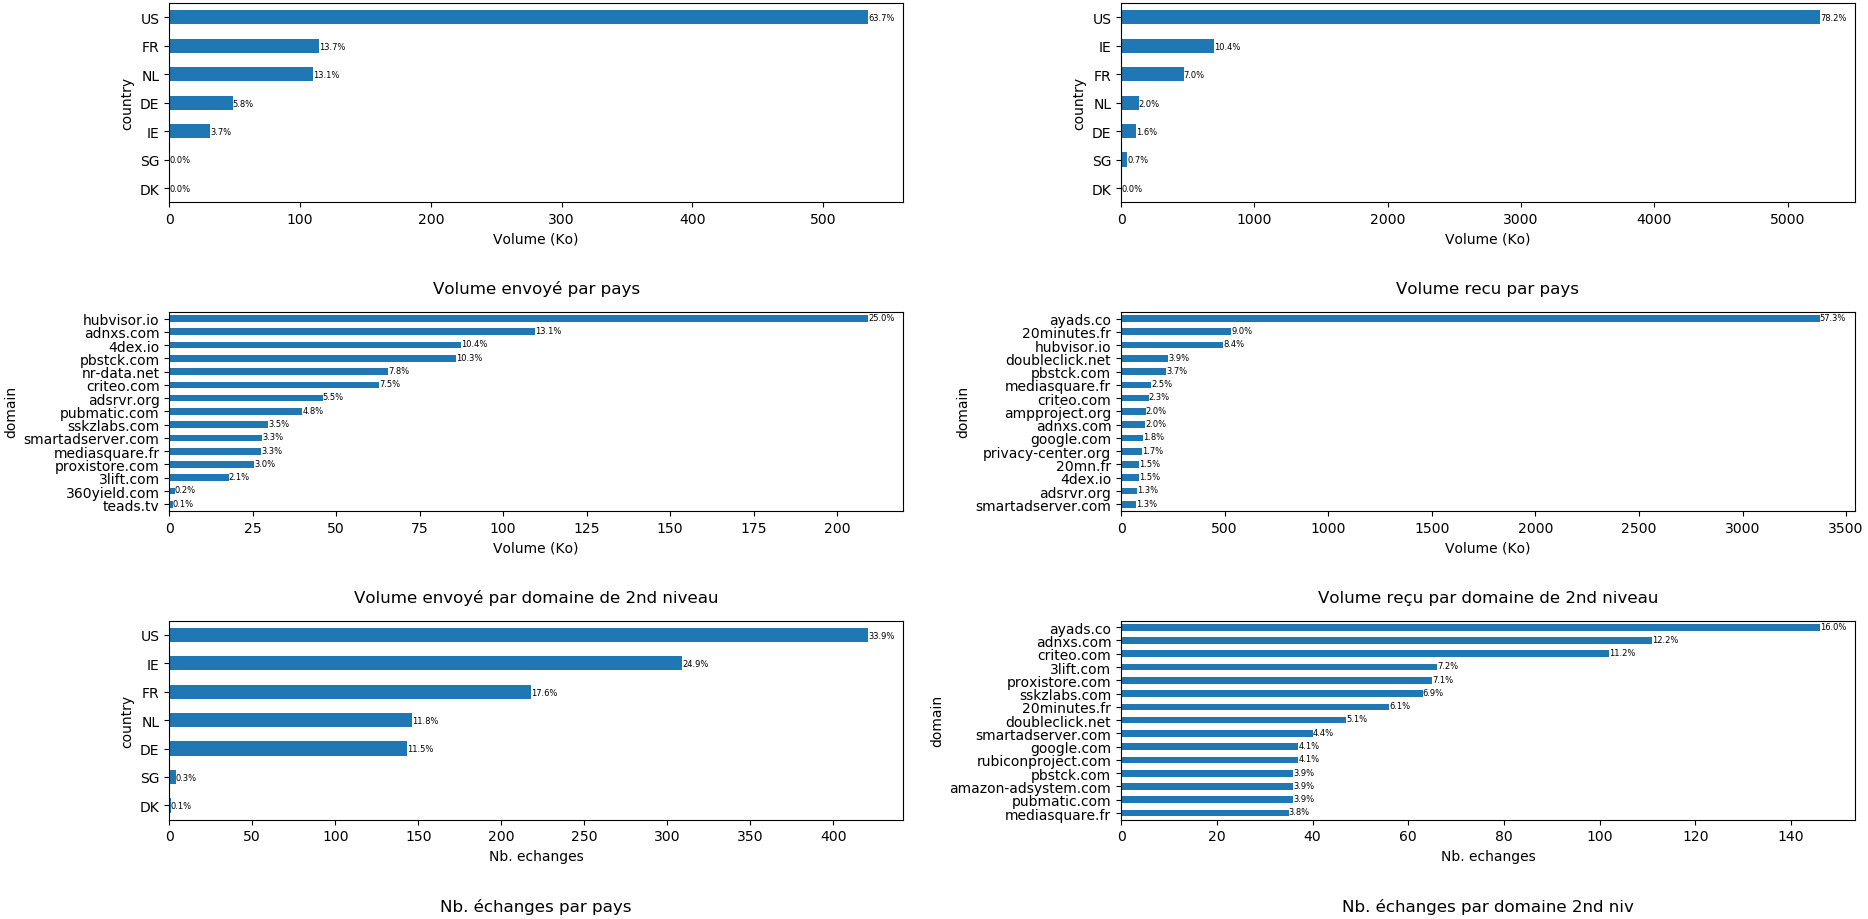 US 63.7%
FR 13.7%
NL 13.1%
DE 5.8%
IE 3.7%
SG 0.0%
DK 0.0%
country
0 100 200 300 400 500
Volume (Ko)
Volume envoyé par pays
US 78.2%
IE 10.4%
FR 7.0%
NL 2.0%
DE 1.6%
SG 0.7%
DK 0.0%
country
0 1000 2000 3000 4000 5000
Volume (Ko)
Volume recu par pays
hubvisor.io 25.0%
adnxs.com 13.1%
4dex.io 10.4%
pbstck.com 10.3%
nr-data.net 7.8%
criteo.com 7.5%
adsrvr.org 5.5%
pubmatic.com 4.8%
sskzlabs.com 3.5%
smartadserver.com 3.3%
mediasquare.fr 3.3%
proxistore.com 3.0%
3lift.com 2.1%
360yield.com 0.2%
teads.tv 0.1%
domain
0 25 50 75 100 125 150 175 200
Volume (Ko)
Volume envoyé par domaine de 2nd niveau
ayads.co 57.3%
20minutes.fr 9.0%
hubvisor.io 8.4%
doubleclick.net 3.9%
pbstck.com 3.7%
mediasquare.fr 2.5%
criteo.com 2.3%
ampproject.org 2.0%
adnxs.com 2.0%
google.com 1.8%
privacy-center.org 1.7%
20mn.fr 1.5%
4dex.io 1.5%
adsrvr.org 1.3%
smartadserver.com 1.3%
domain
0 500 1000 1500 2000 2500 3000 3500
Volume (Ko)
Volume reçu par domaine de 2nd niveau
US 33.9%
IE 24.9%
FR 17.6%
NL 11.8%
DE 11.5%
SG 0.3%
DK 0.1%
country
0 50 100 150 200 250 300 350 400
Nb. echanges
Nb. échanges par pays
ayads.co 16.0%
adnxs.com 12.2%
criteo.com 11.2%
3lift.com 7.2%
proxistore.com 7.1%
sskzlabs.com 6.9%
20minutes.fr 6.1%
doubleclick.net 5.1%
smartadserver.com 4.4%
google.com 4.1%
rubiconproject.com 4.1%
pbstck.com 3.9%
amazon-adsystem.com 3.9%
pubmatic.com 3.9%
mediasquare.fr 3.8%
domain
0 20 40 60 80 100 120 140
Nb. echanges
Nb. échanges par domaine 2nd niv